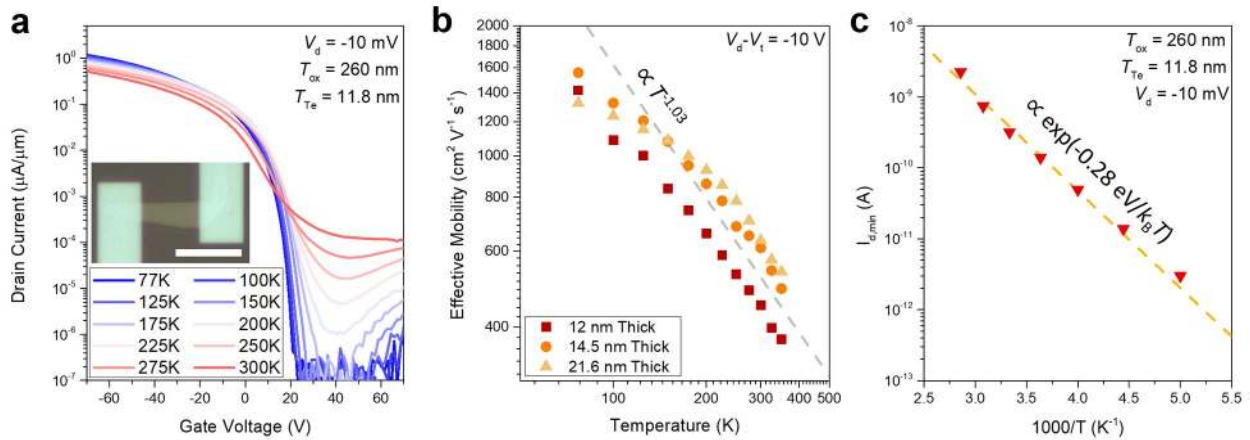 a
V_d = -10 mV
T_ox = 260 nm
T_Te = 11.8 nm
10^0
10^-1
10^-2
10^-3
10^-4
10^-5
10^-6
10^-7
Drain Current (μA/μm)
77K 100K
125K 150K
175K 200K
225K 250K
275K 300K
-60 -40 -20 0 20 40 60
Gate Voltage (V)
b
V_d-V_t = -10 V
∝ T^-1.03
2000
1600
1400
1200
1000
800
600
400
Effective Mobility (cm² V⁻¹ s⁻¹)
12 nm Thick
14.5 nm Thick
21.6 nm Thick
100 200 300 400 500
Temperature (K)
c
T_ox = 260 nm
T_Te = 11.8 nm
V_d = -10 mV
∝ exp(-0.28 eV/k_BT)
10^-8
10^-9
10^-10
10^-11
10^-12
10^-13
I_d,min (A)
2.5 3.0 3.5 4.0 4.5 5.0 5.5
1000/T (K⁻¹)